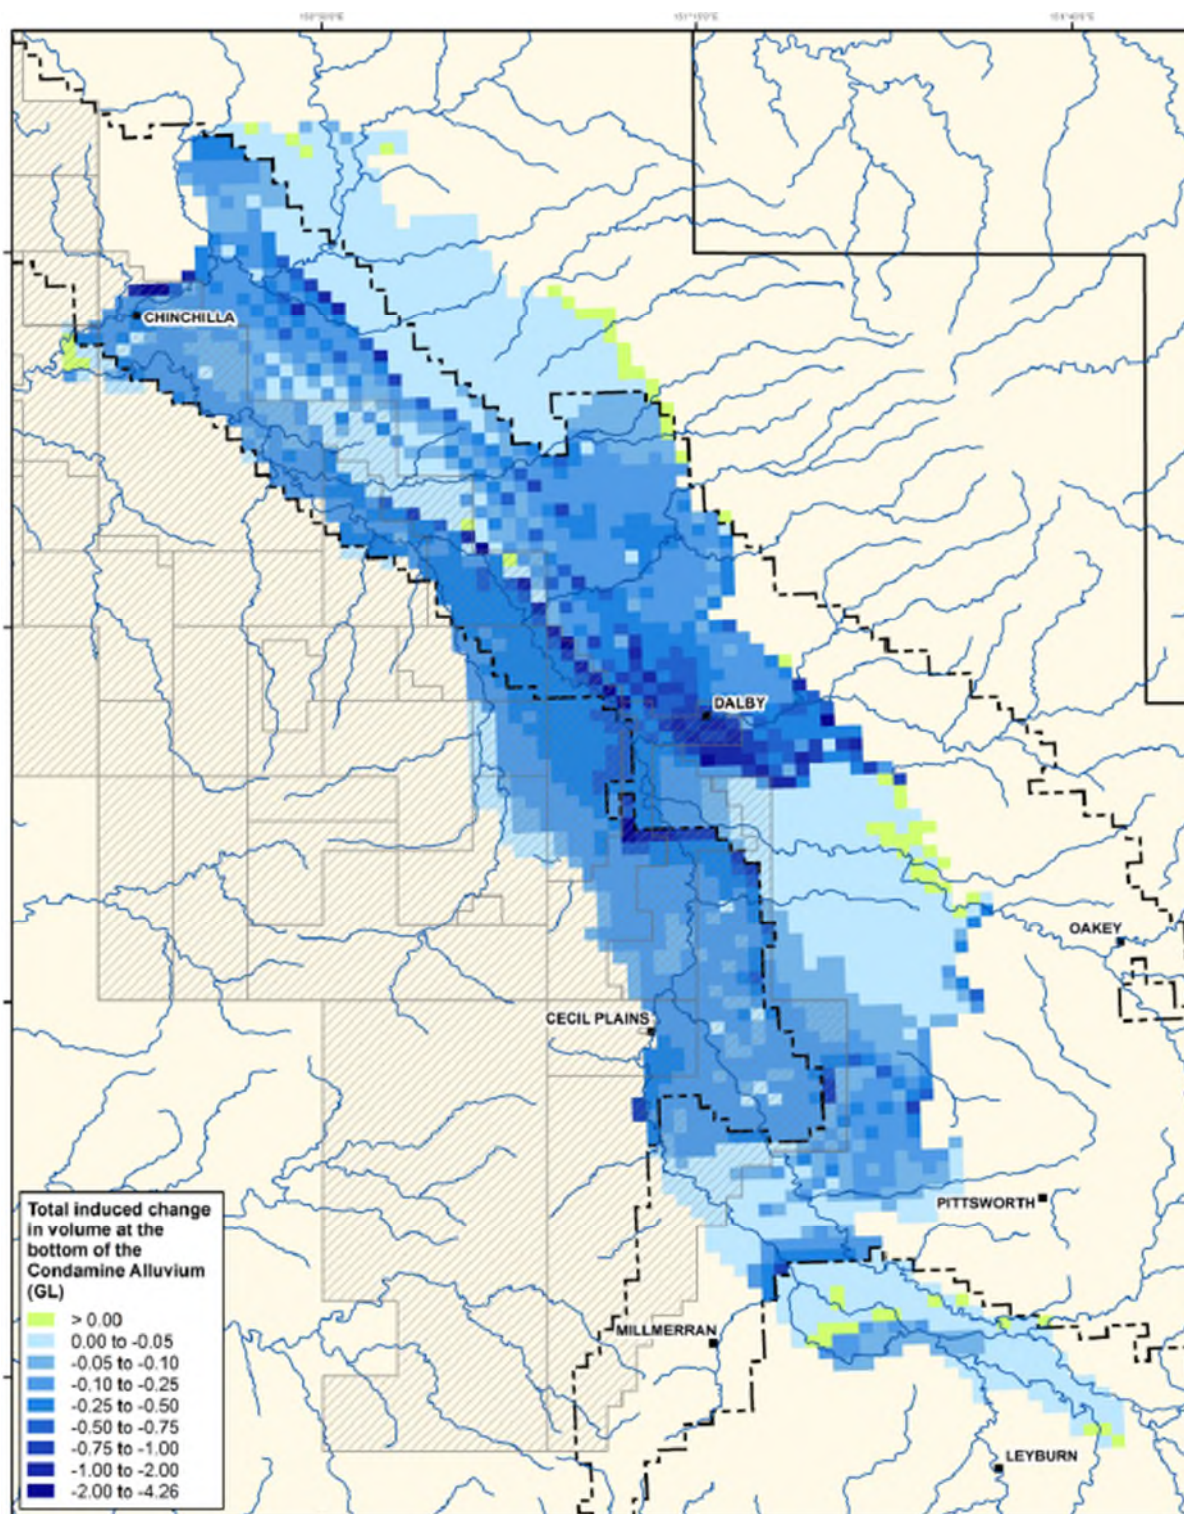 CHINCHILLA
DALBY
OAKEY
CECIL PLAINS
PITTSWORTH
MILLMERRAN
LEYBURN
Total induced change
in volume at the
bottom of the
Condamine Alluvium
(GL)
> 0.00
0.00 to -0.05
-0.05 to -0.10
-0.10 to -0.25
-0.25 to -0.50
-0.50 to -0.75
-0.75 to -1.00
-1.00 to -2.00
-2.00 to -4.26